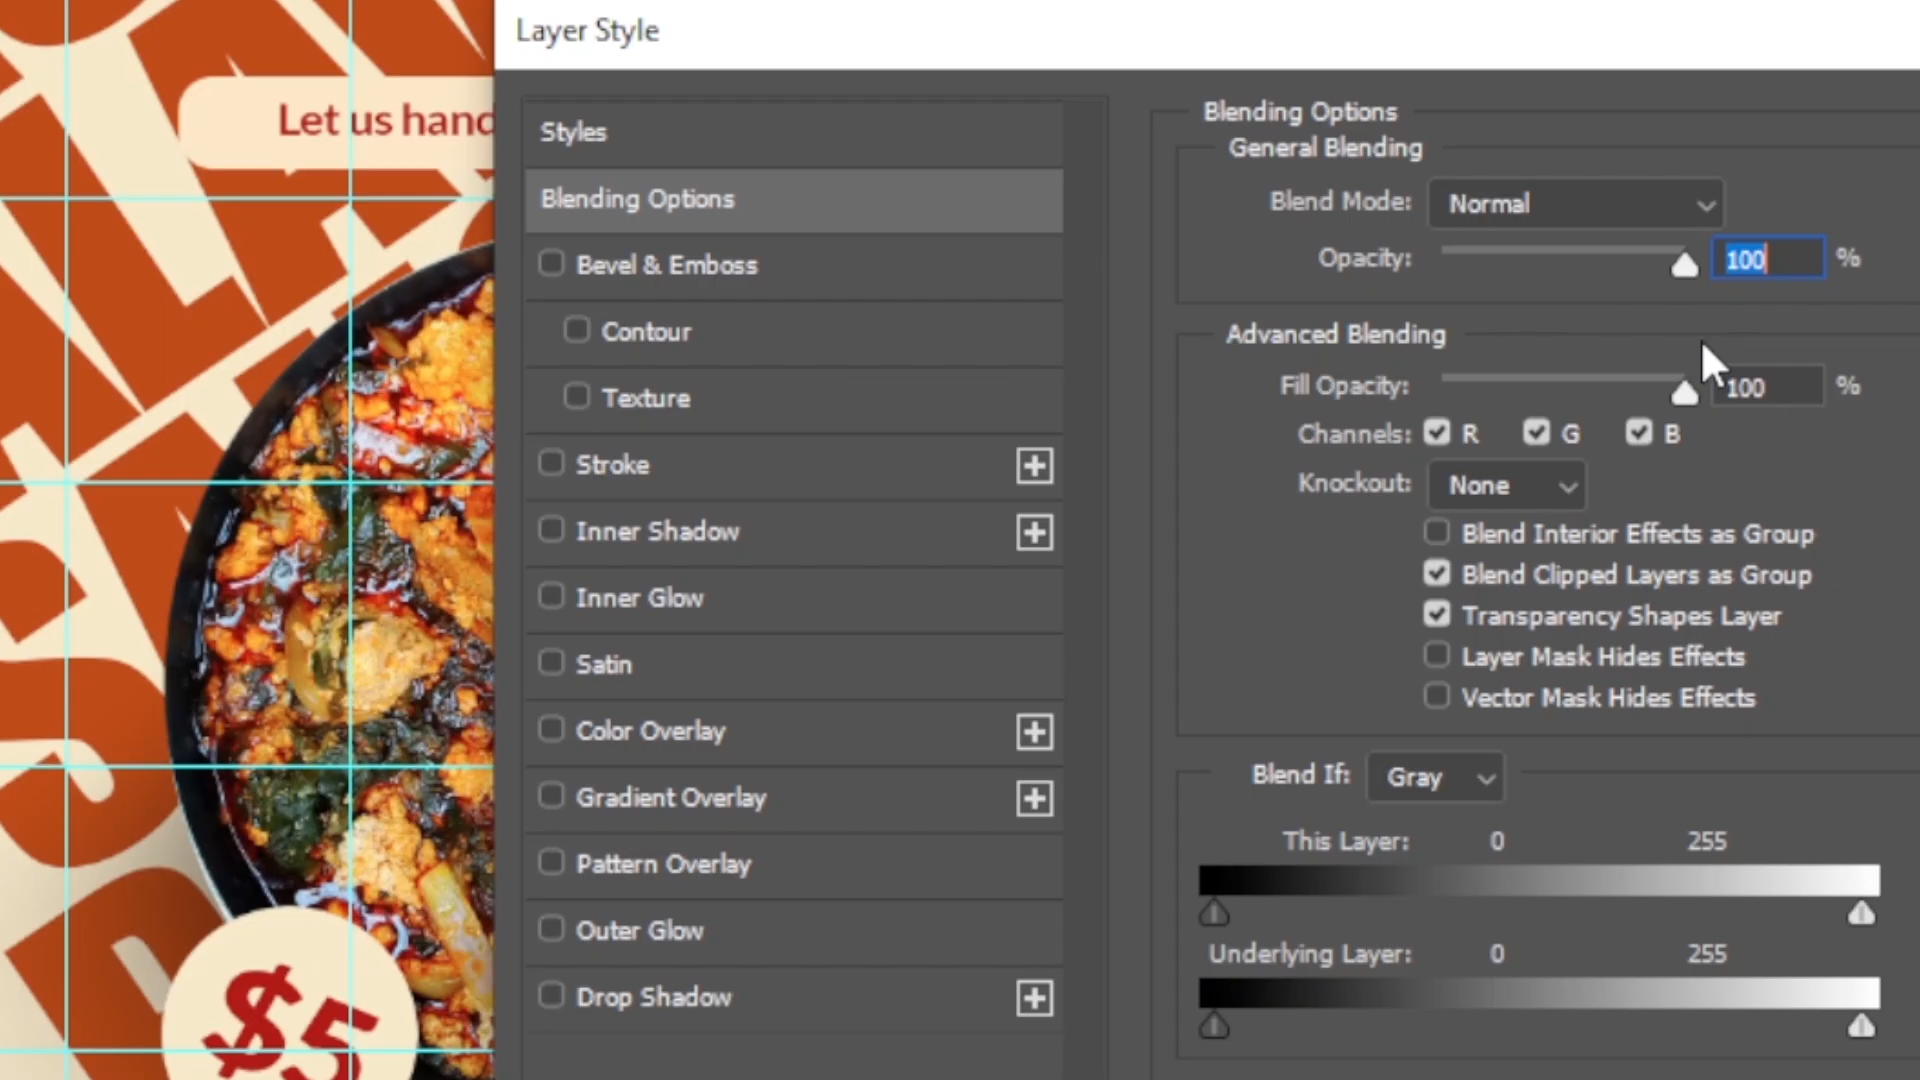 Layer Style
Let us hand
$5
Styles
Blending Options
Bevel & Emboss
Contour
Texture
Stroke
Inner Shadow
Inner Glow
Satin
Color Overlay
Gradient Overlay
Pattern Overlay
Outer Glow
Drop Shadow
Blending Options
General Blending
Blend Mode: Normal
Opacity: 100 %
Advanced Blending
Fill Opacity: 100 %
Channels: R G B
Knockout: None
Blend Interior Effects as Group
Blend Clipped Layers as Group
Transparency Shapes Layer
Layer Mask Hides Effects
Vector Mask Hides Effects
Blend If: Gray
This Layer: 0 255
Underlying Layer: 0 255